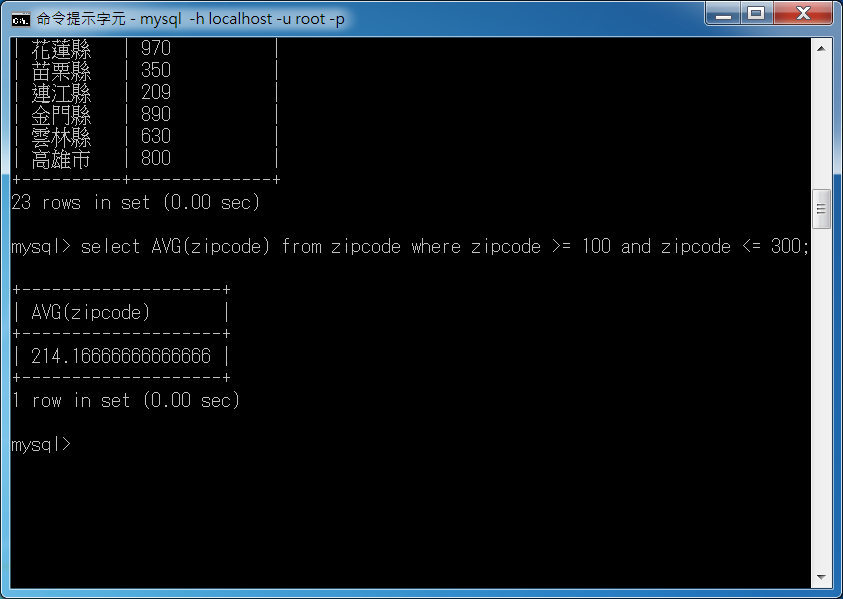 命令提示字元 - mysql  -h localhost -u root -p
| 花蓮縣   | 970          |
| 苗栗縣   | 350          |
| 連江縣   | 209          |
| 金門縣   | 890          |
| 雲林縣   | 630          |
| 高雄市   | 800          |
+----------+--------------+
23 rows in set (0.00 sec)
mysql> select AVG(zipcode) from zipcode where zipcode >= 100 and zipcode <= 300;
+--------------------+
| AVG(zipcode)       |
+--------------------+
| 214.16666666666666 |
+--------------------+
1 row in set (0.00 sec)
mysql>